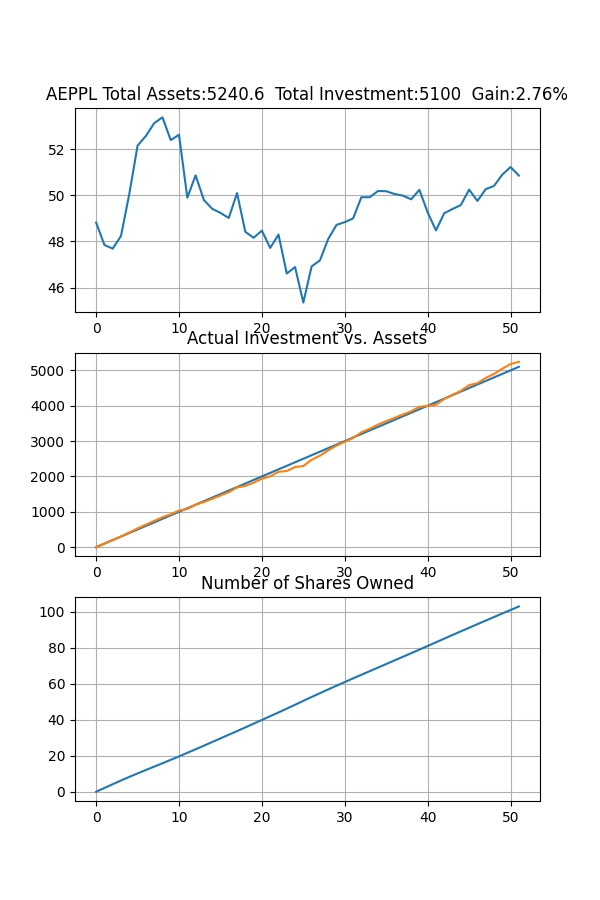 AEPPL Total Assets:5240.6  Total Investment:5100  Gain:2.76%
52
50
48
46
0 10 20 30 40 50
Actual Investment vs. Assets
5000
4000
3000
2000
1000
0
0 10 20 30 40 50
Number of Shares Owned
100
80
60
40
20
0
0 10 20 30 40 50